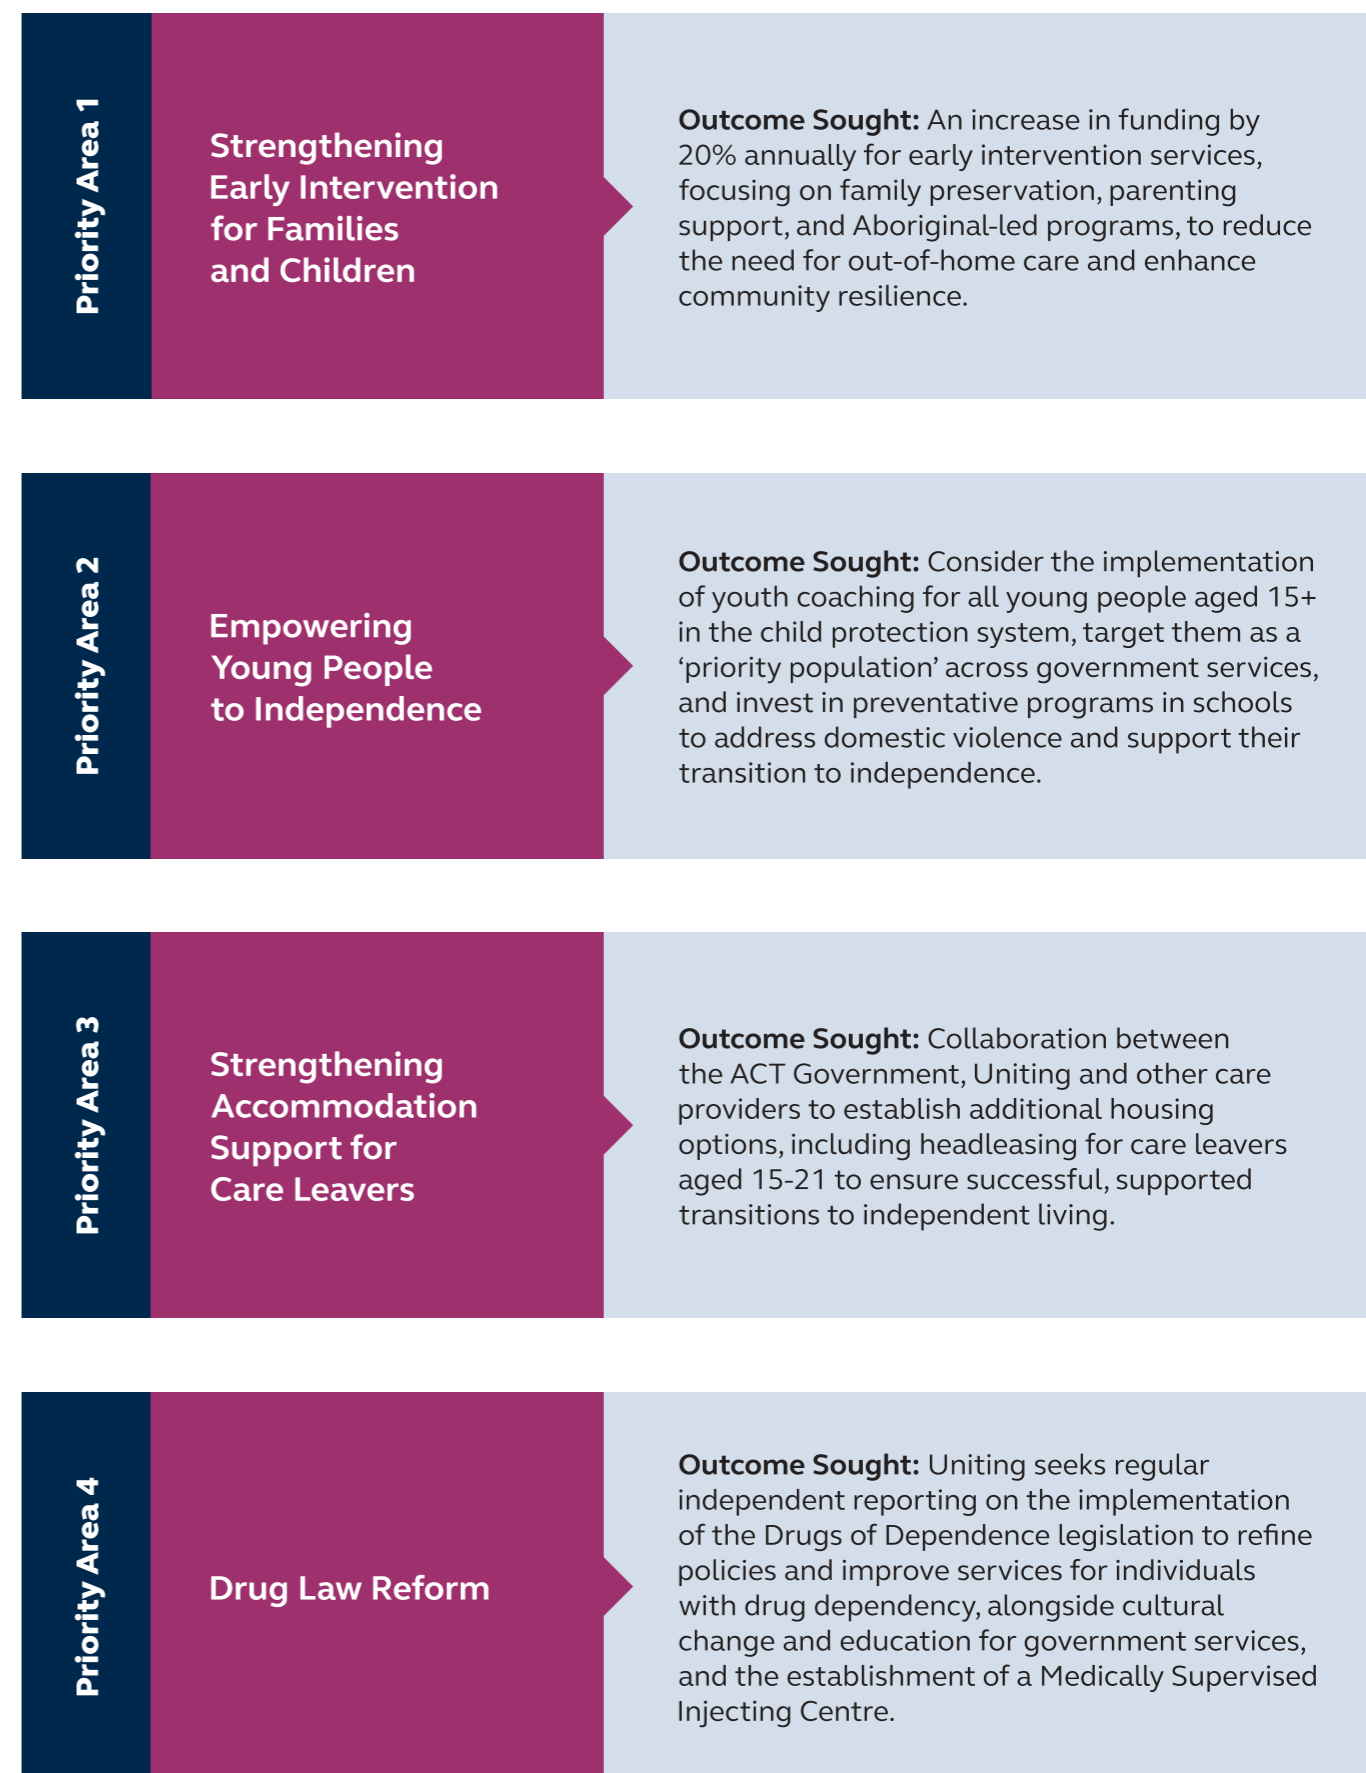 Priority Area 1
Strengthening
Early Intervention
for Families
and Children
Outcome Sought: An increase in funding by
20% annually for early intervention services,
focusing on family preservation, parenting
support, and Aboriginal-led programs, to reduce
the need for out-of-home care and enhance
community resilience.
Priority Area 2
Empowering
Young People
to Independence
Outcome Sought: Consider the implementation
of youth coaching for all young people aged 15+
in the child protection system, target them as a
‘priority population’ across government services,
and invest in preventative programs in schools
to address domestic violence and support their
transition to independence.
Priority Area 3
Strengthening
Accommodation
Support for
Care Leavers
Outcome Sought: Collaboration between
the ACT Government, Uniting and other care
providers to establish additional housing
options, including headleasing for care leavers
aged 15-21 to ensure successful, supported
transitions to independent living.
Priority Area 4
Drug Law Reform
Outcome Sought: Uniting seeks regular
independent reporting on the implementation
of the Drugs of Dependence legislation to refine
policies and improve services for individuals
with drug dependency, alongside cultural
change and education for government services,
and the establishment of a Medically Supervised
Injecting Centre.